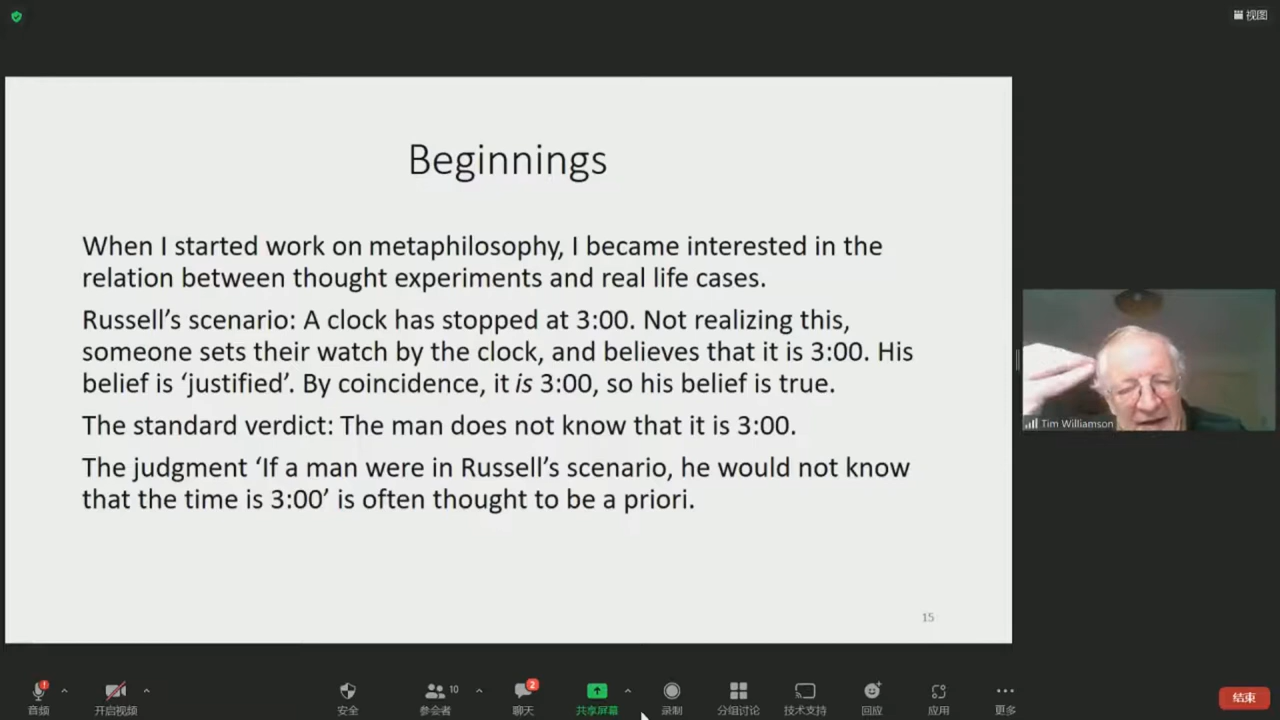 视图
Beginnings
When I started work on metaphilosophy, I became interested in the
relation between thought experiments and real life cases.
Russell’s scenario: A clock has stopped at 3:00. Not realizing this,
someone sets their watch by the clock, and believes that it is 3:00. His
belief is ‘justified’. By coincidence, it is 3:00, so his belief is true.
The standard verdict: The man does not know that it is 3:00.
The judgment ‘If a man were in Russell’s scenario, he would not know
that the time is 3:00’ is often thought to be a priori.
15
Tim Williamson
10
2
音频
开启视频
安全
参会者
聊天
共享屏幕
录制
分组讨论
技术支持
回应
应用
更多
结束